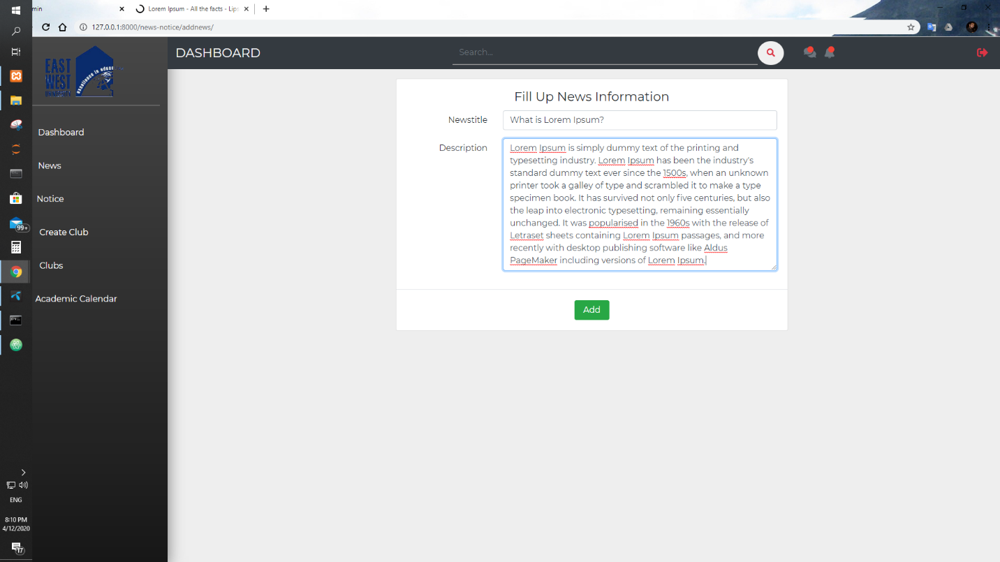 min
Lorem Ipsum - All the facts - Lips
127.0.0.1:8000/news-notice/addnews/
EAST
WEST
UNIVERSITY
excellence in education
DASHBOARD
Search...
Dashboard
News
Notice
Create Club
Clubs
Academic Calendar
Fill Up News Information
Newstitle
What is Lorem Ipsum?
Description
Lorem Ipsum is simply dummy text of the printing and
typesetting industry. Lorem Ipsum has been the industry's
standard dummy text ever since the 1500s, when an unknown
printer took a galley of type and scrambled it to make a type
specimen book. It has survived not only five centuries, but also
the leap into electronic typesetting, remaining essentially
unchanged. It was popularised in the 1960s with the release of
Letraset sheets containing Lorem Ipsum passages, and more
recently with desktop publishing software like Aldus
PageMaker including versions of Lorem Ipsum.
Add
99+
ENG
8:10 PM
4/12/2020
17